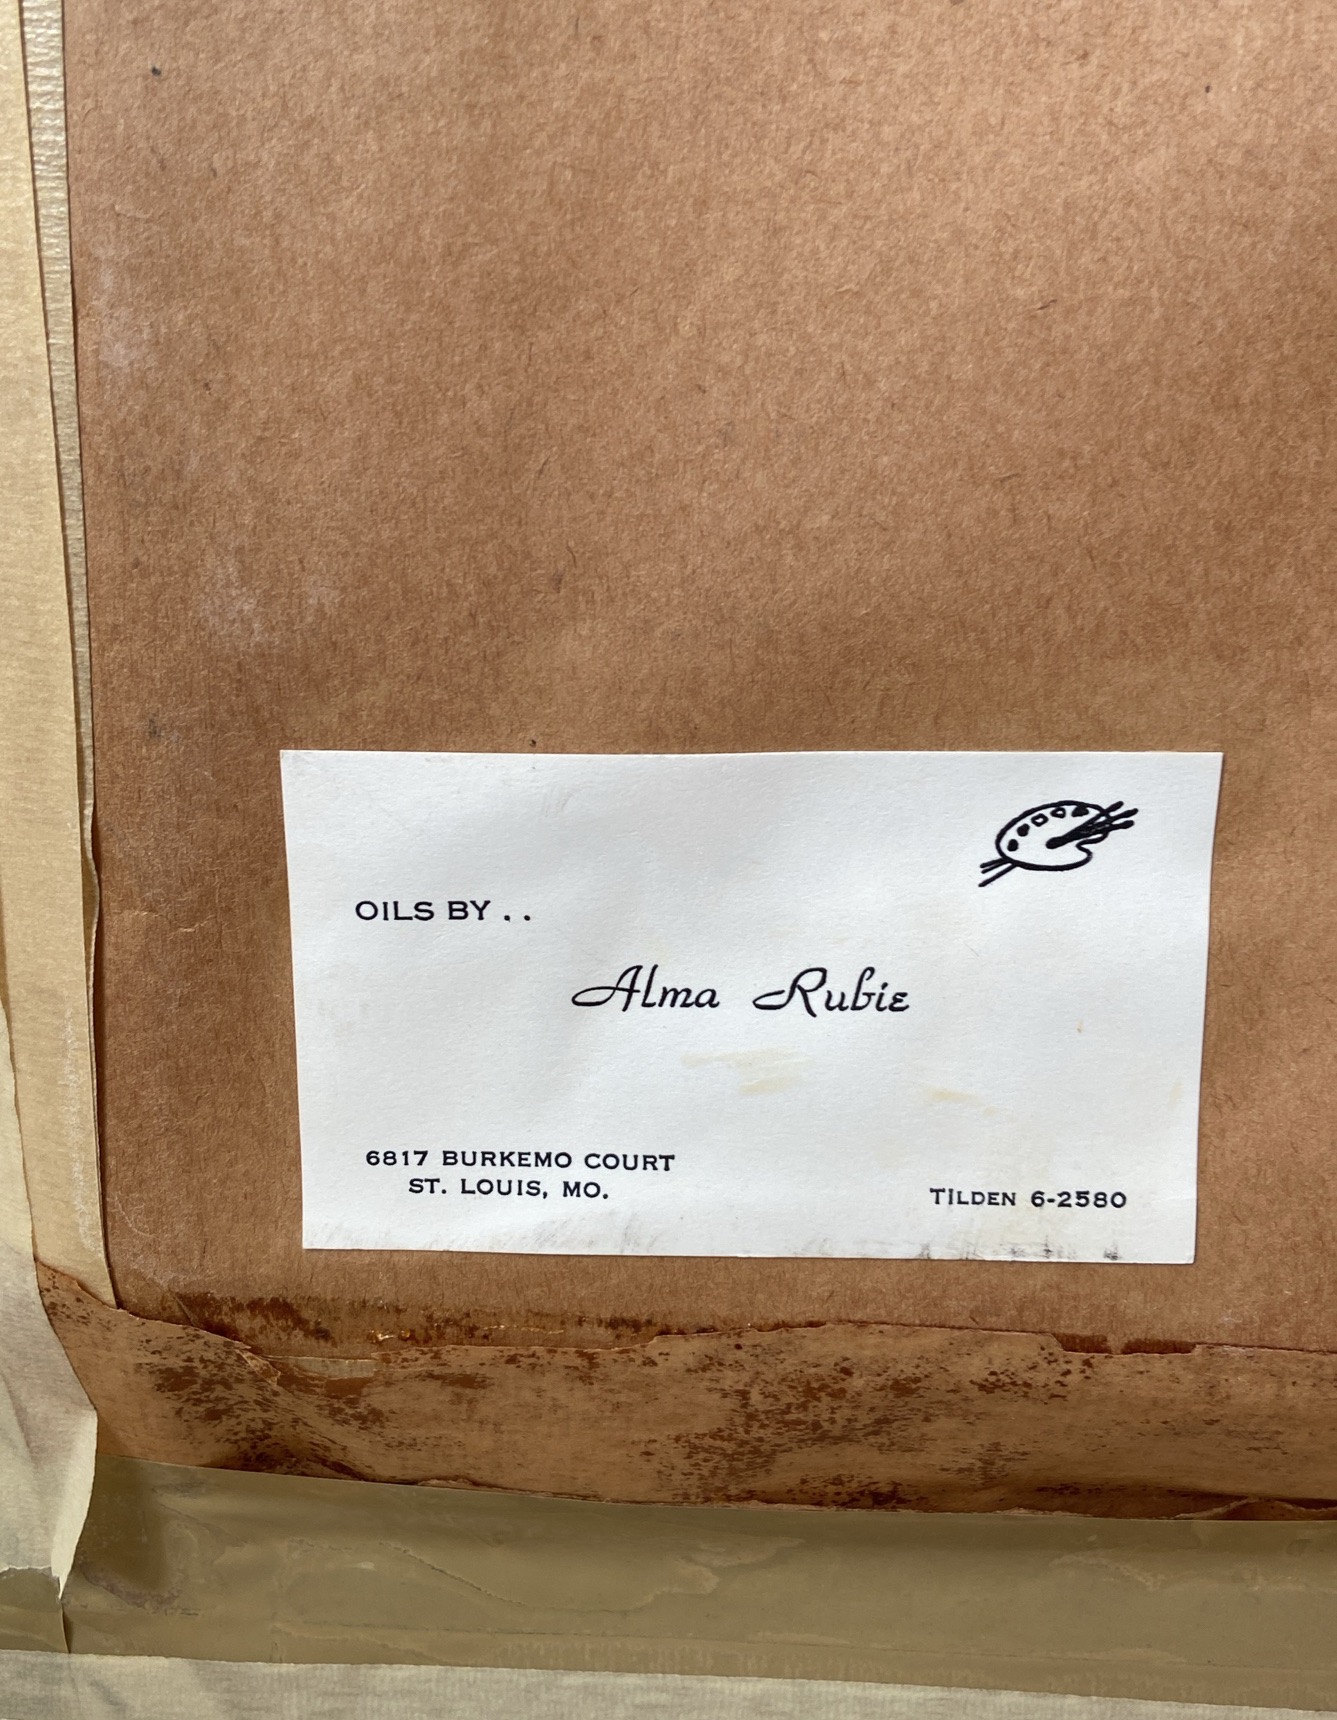 OILS BY . .
Alma Rubie
6817 BURKEMO COURT
ST. LOUIS, MO.
TILDEN 6-2580